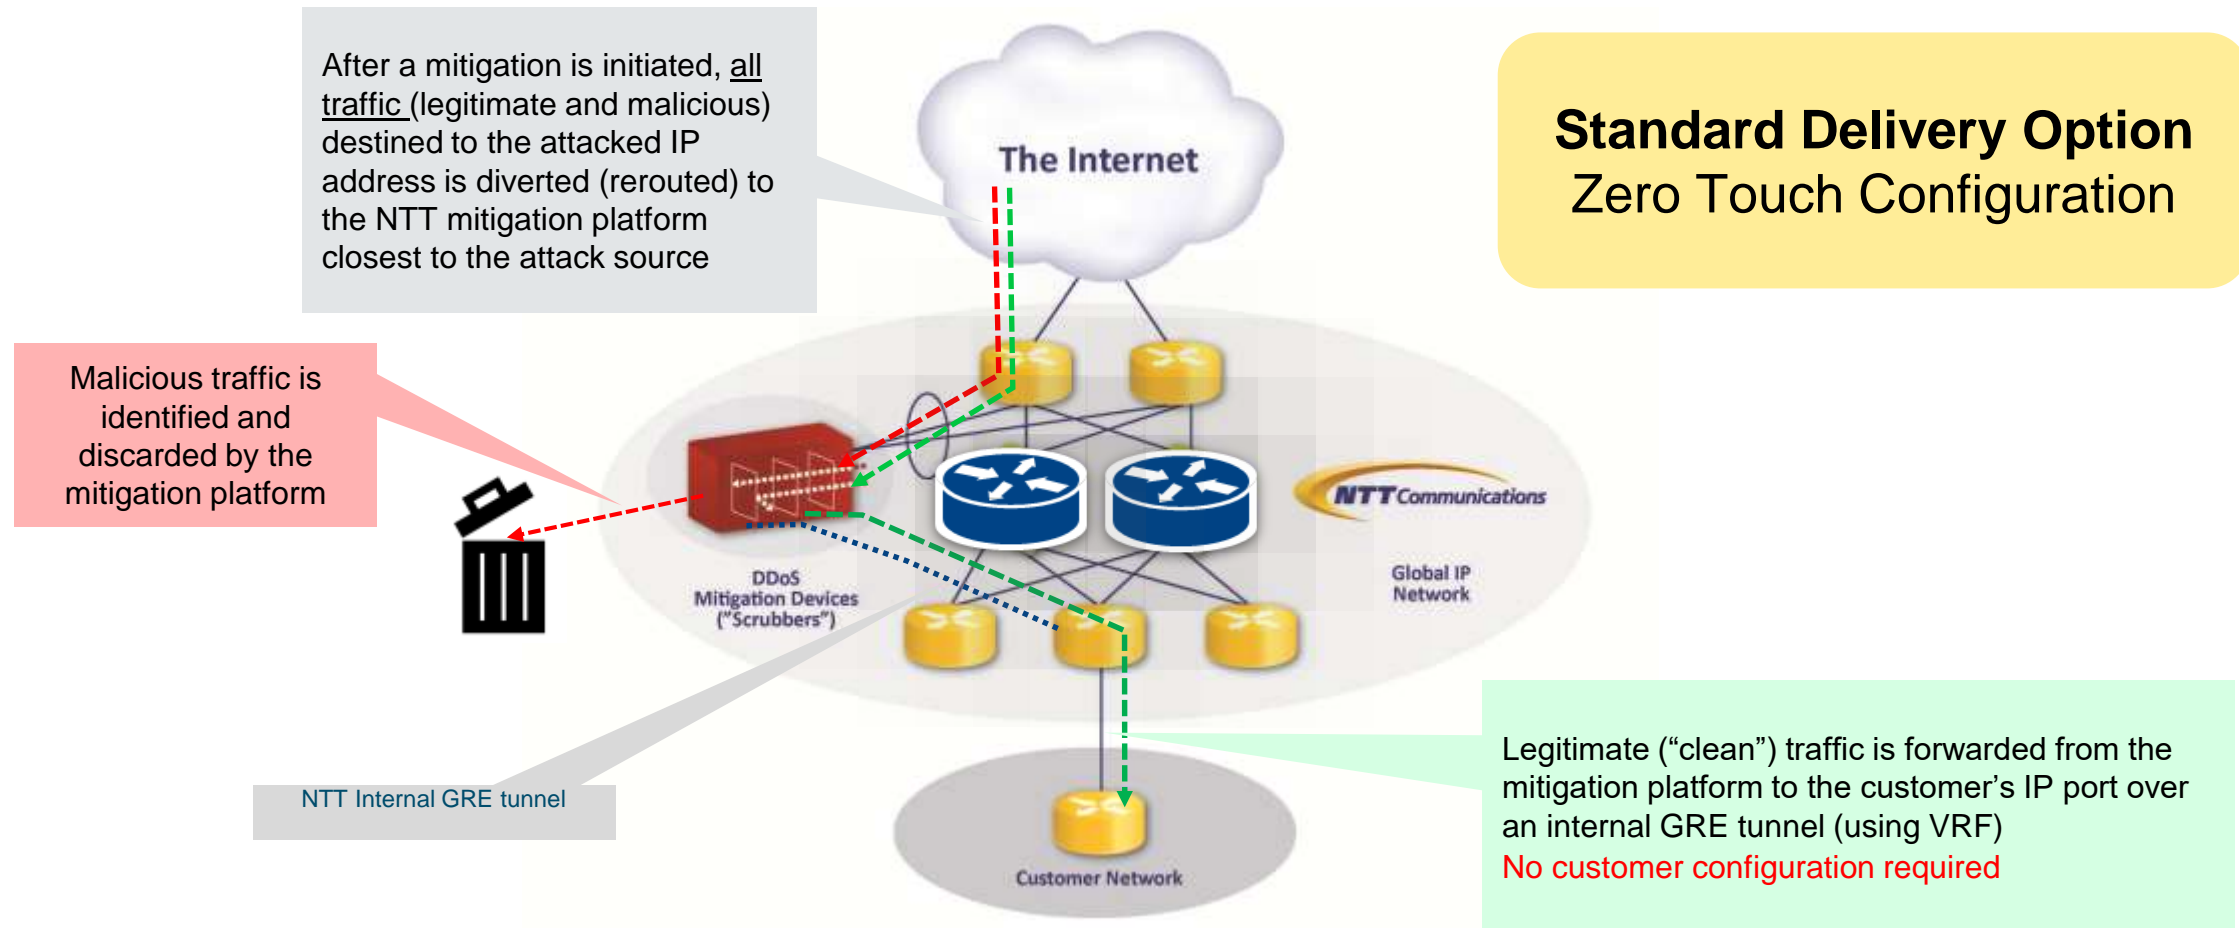 After a mitigation is initiated, all
traffic (legitimate and malicious)
destined to the attacked IP
address is diverted (rerouted) to
the NTT mitigation platform
closest to the attack source
The Internet
Standard Delivery Option
Zero Touch Configuration
Malicious traffic is
identified and
discarded by the
mitigation platform
NTT Communications
DDoS
Mitigation Devices
("Scrubbers")
Global IP
Network
NTT Internal GRE tunnel
Legitimate (“clean”) traffic is forwarded from the
mitigation platform to the customer’s IP port over
an internal GRE tunnel (using VRF)
No customer configuration required
Customer Network